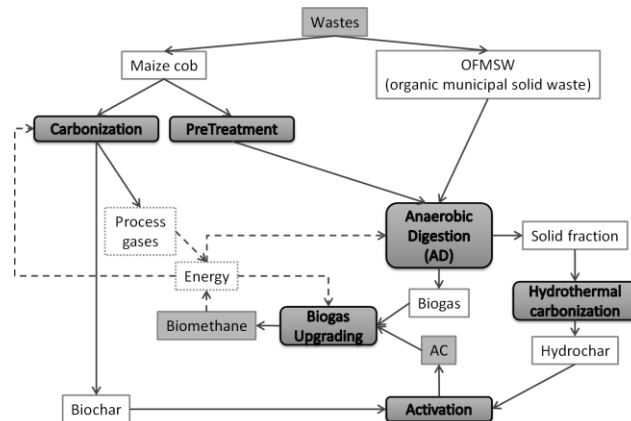 Wastes
Maize cob
OFMSW
(organic municipal solid waste)
Carbonization
PreTreatment
Process
gases
Anaerobic
Digestion
(AD)
Solid fraction
Energy
Hydrothermal
carbonization
Biogas
Biomethane
Biogas
Upgrading
AC
Hydrochar
Biochar
Activation